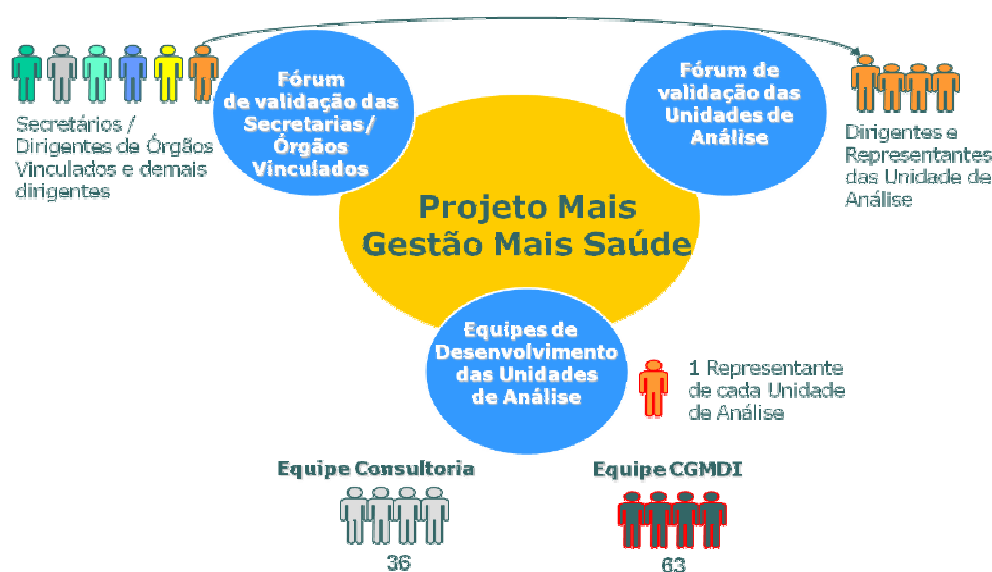 Fórum
de validação das
Secretarias/
Órgãos
Vinculados
Secretários /
Dirigentes de Órgãos
Vinculados e demais
dirigentes
Fórum de
validação das
Unidades de
Análise
Dirigentes e
Representantes
das Unidade de
Análise
Projeto Mais
Gestão Mais Saúde
Equipes de
Desenvolvimento
das Unidades
de Análise
1 Representante
de cada Unidade
de Análise
Equipe Consultoria
36
Equipe CGMDI
63